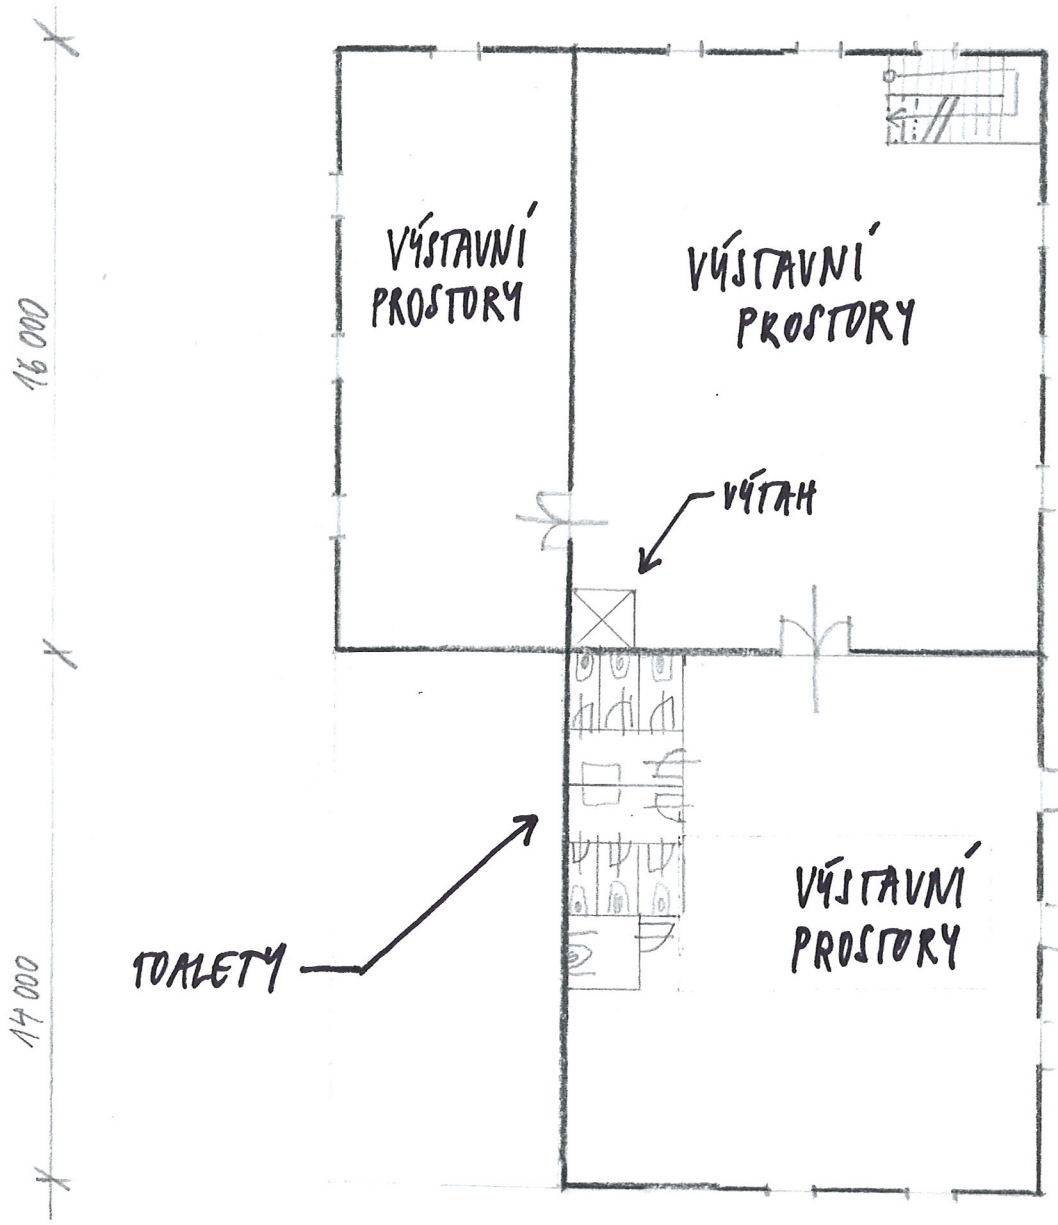 VÝSTAVNÍ
PROSTORY
VÝSTAVNÍ
PROSTORY
16 000
VÝTAH
VÝSTAVNÍ
PROSTORY
TOALETY
14 000